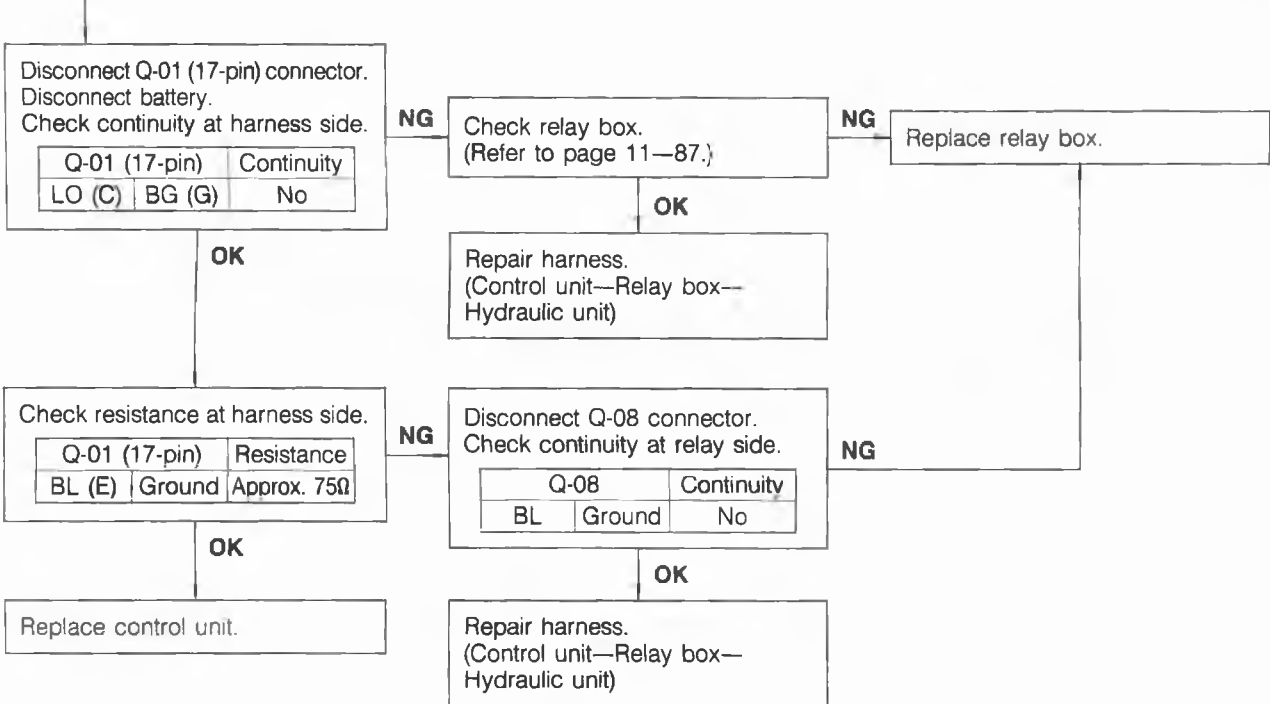 Disconnect Q-01 (17-pin) connector.
Disconnect battery.
Check continuity at harness side.
Q-01 (17-pin) Continuity
LO (C) BG (G) No
NG
Check relay box.
(Refer to page 11—87.)
NG
Replace relay box.
OK
OK
Repair harness.
(Control unit—Relay box—
Hydraulic unit)
Check resistance at harness side.
Q-01 (17-pin) Resistance
BL (E) Ground Approx. 75Ω
NG
Disconnect Q-08 connector.
Check continuity at relay side.
Q-08 Continuity
BL Ground No
NG
OK
OK
Replace control unit.
Repair harness.
(Control unit—Relay box—
Hydraulic unit)